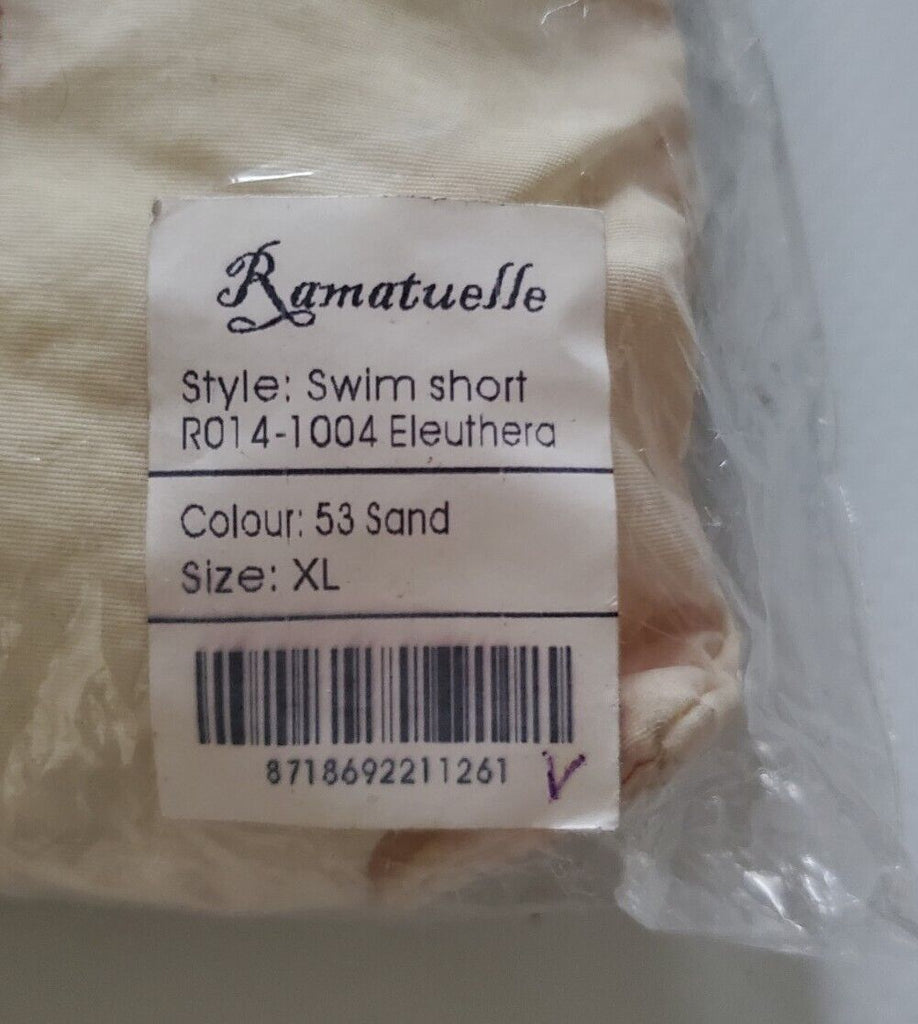 Ramatuelle
Style: Swim short
R014-1004 Eleuthera
Colour: 53 Sand
Size: XL
8718692211261